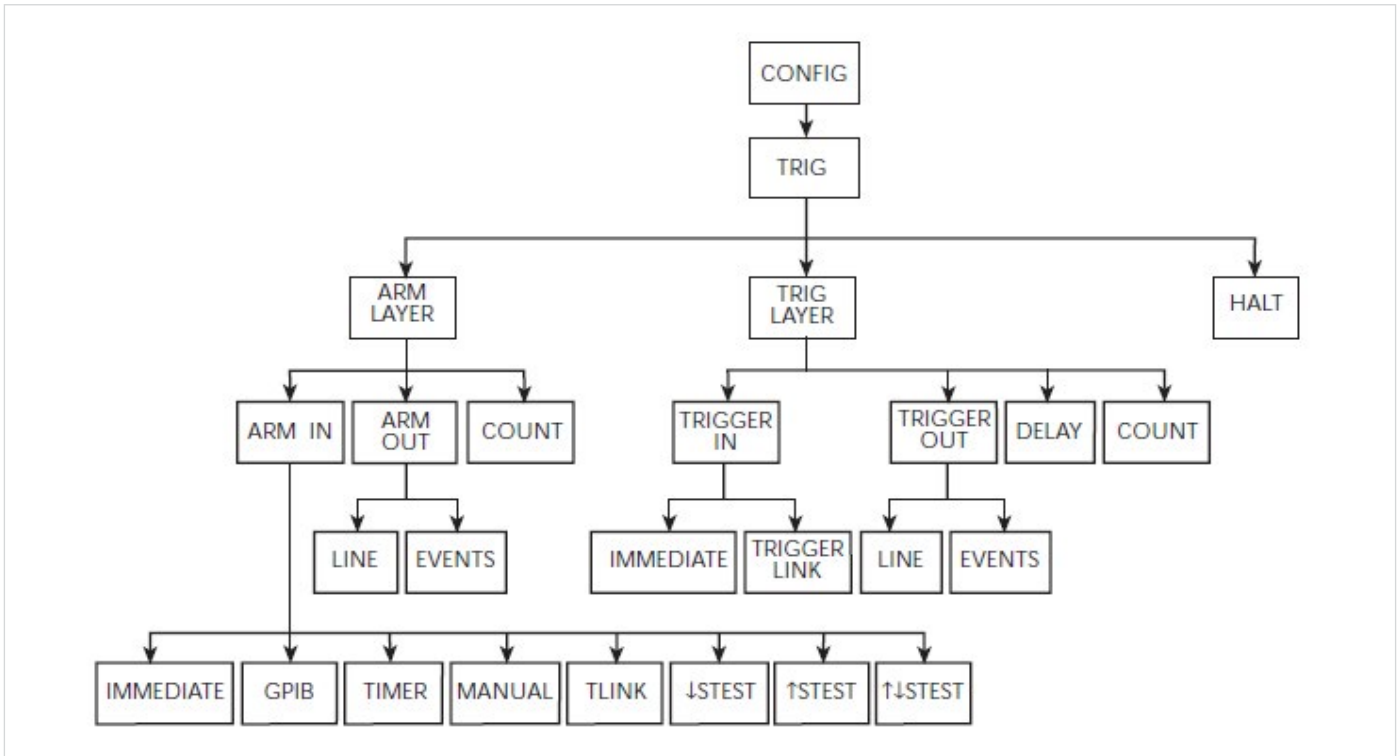 CONFIG
TRIG
ARM
LAYER
TRIG
LAYER
HALT
ARM IN
ARM
OUT
COUNT
TRIGGER
IN
TRIGGER
OUT
DELAY
COUNT
LINE
EVENTS
IMMEDIATE
TRIGGER
LINK
LINE
EVENTS
IMMEDIATE
GPIB
TIMER
MANUAL
TLINK
↓STEST
↑STEST
↑↓STEST